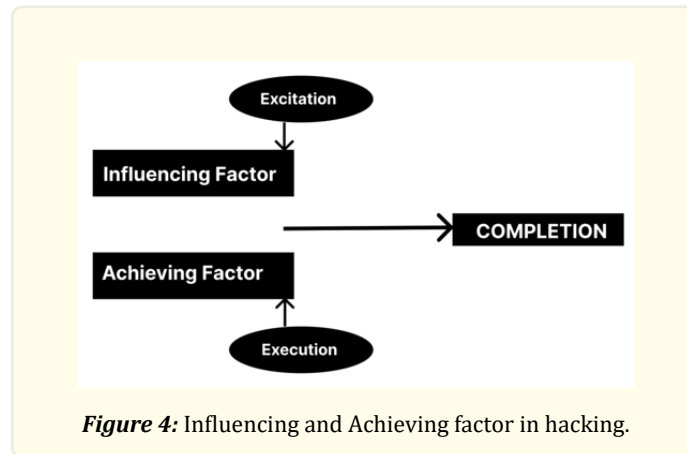 Excitation
Influencing Factor
COMPLETION
Achieving Factor
Execution
Figure 4: Influencing and Achieving factor in hacking.